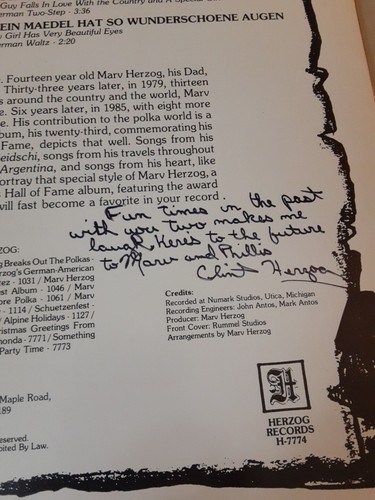 Guy Falls In Love With the Country and A Special
erman Two-Step - 3:36
EIN MAEDEL HAT SO WUNDERSCHOENE AUGEN
y Girl Has Very Beautiful Eyes
erman Waltz - 2:20
. Fourteen year old Marv Herzog, his Dad,
Thirty-three years later, in 1979, thirteen
s around the country and the world, Marv
e. Six years later, in 1985, with eight more
e. His contribution to the polka world is a
bum, his twenty-third, commemorating his
Fame, depicts that well. Songs from his
eidschi, songs from his travels throughout
Argentina, and songs from his heart, like
ortray that special style of Marv Herzog, a
Hall of Fame album, featuring the award
will fast become a favorite in your record
Fun times in the past
with you two makes me
laugh. Heres to the future
to Marv and Phillis
Clint Herzog
ZOG:
g Breaks Out The Polkas -
rzog's German-American
tez - 1031 / Marv Herzog
est Album - 1046 / Marv
ore Polka - 1061 / Marv
- 1114 / Schuetzenfest -
/ Alpine Holidays - 1127 /
ristmas Greetings From
monda - 7771 / Something
Party Time - 7773
Credits:
Recorded at Numark Studios, Utica, Michigan
Recording Engineers: John Antos, Mark Antos
Producer: Marv Herzog
Front Cover: Rummel Studios
Arrangements by Marv Herzog
Maple Road,
189
eserved.
bited By Law.
H
HERZOG
RECORDS
H-7774